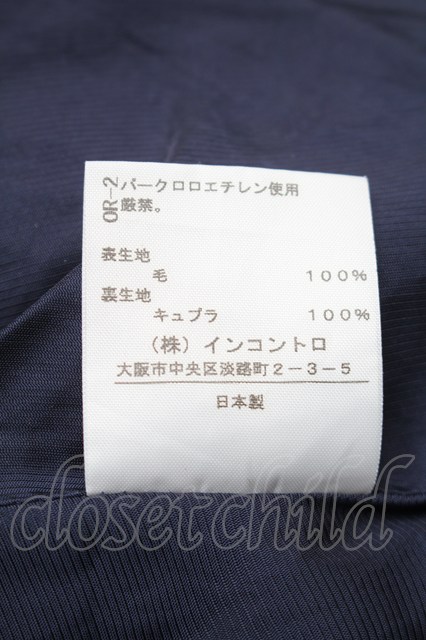 OR-2
パークロロエチレン使用
厳禁。
表生地
毛 100%
裏生地
キュプラ 100%
(株)インコントロ
大阪市中央区淡路町2-3-5
日本製
closetchild